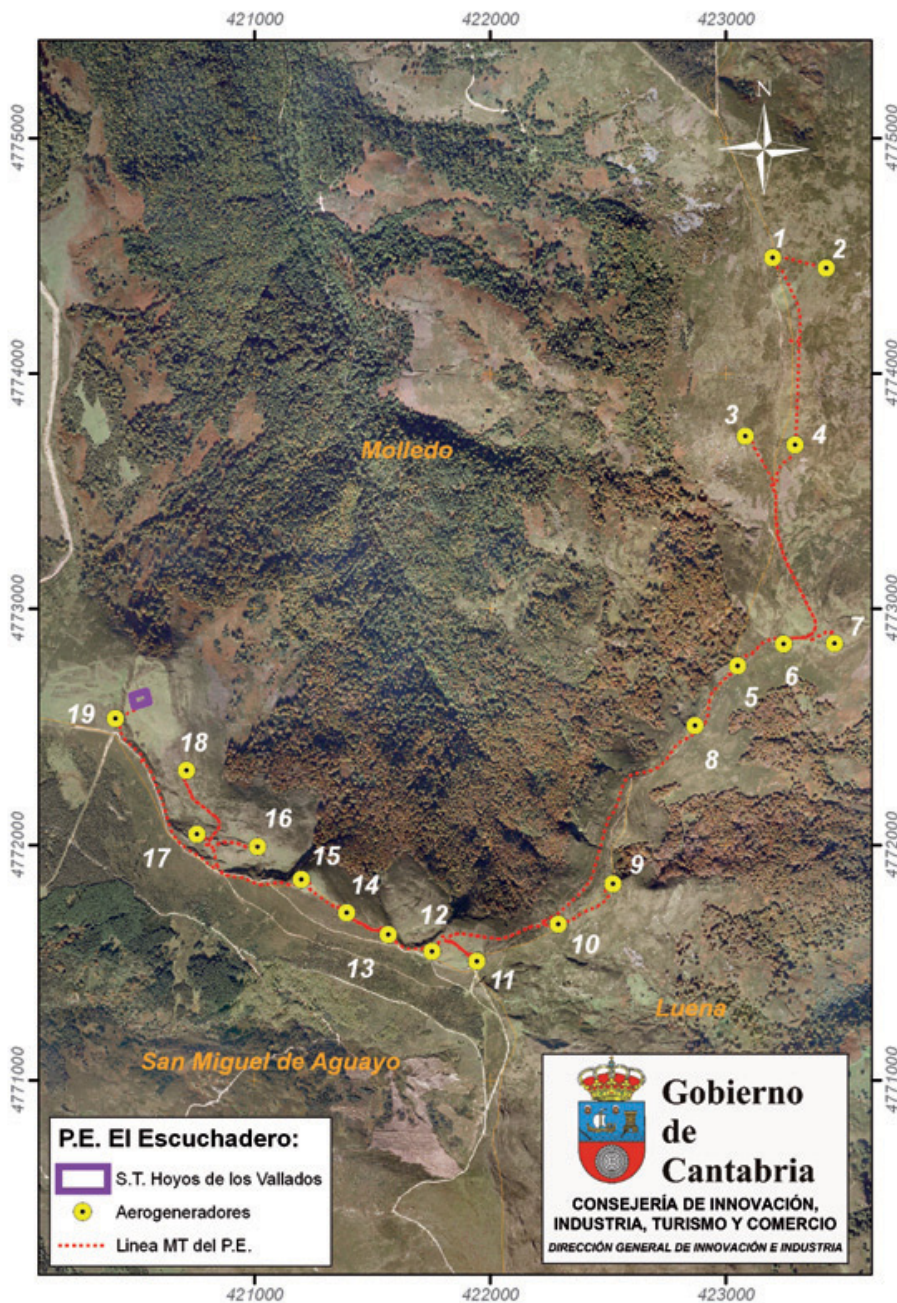 421000 422000 423000
N
4775000 4775000
1 2
4774000 4774000
3 4
Molledo
4773000 4773000
7
6
5
19
18 8
4772000 4772000
16
17
15 9
14
12
10
13
11
Luena
San Miguel de Aguayo
4771000 4771000
P.E. El Escuchadero:
S.T. Hoyos de los Vallados
Aerogeneradores
Linea MT del P.E.
Gobierno
de
Cantabria
CONSEJERÍA DE INNOVACIÓN,
INDUSTRIA, TURISMO Y COMERCIO
DIRECCIÓN GENERAL DE INNOVACIÓN E INDUSTRIA
421000 422000 423000